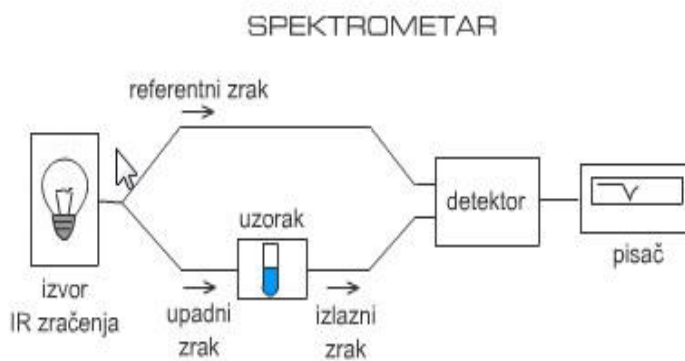 SPEKTROMETAR
referentni zrak
uzorak
detektor
pisač
izvor
IR zračenja
upadni
zrak
izlazni
zrak